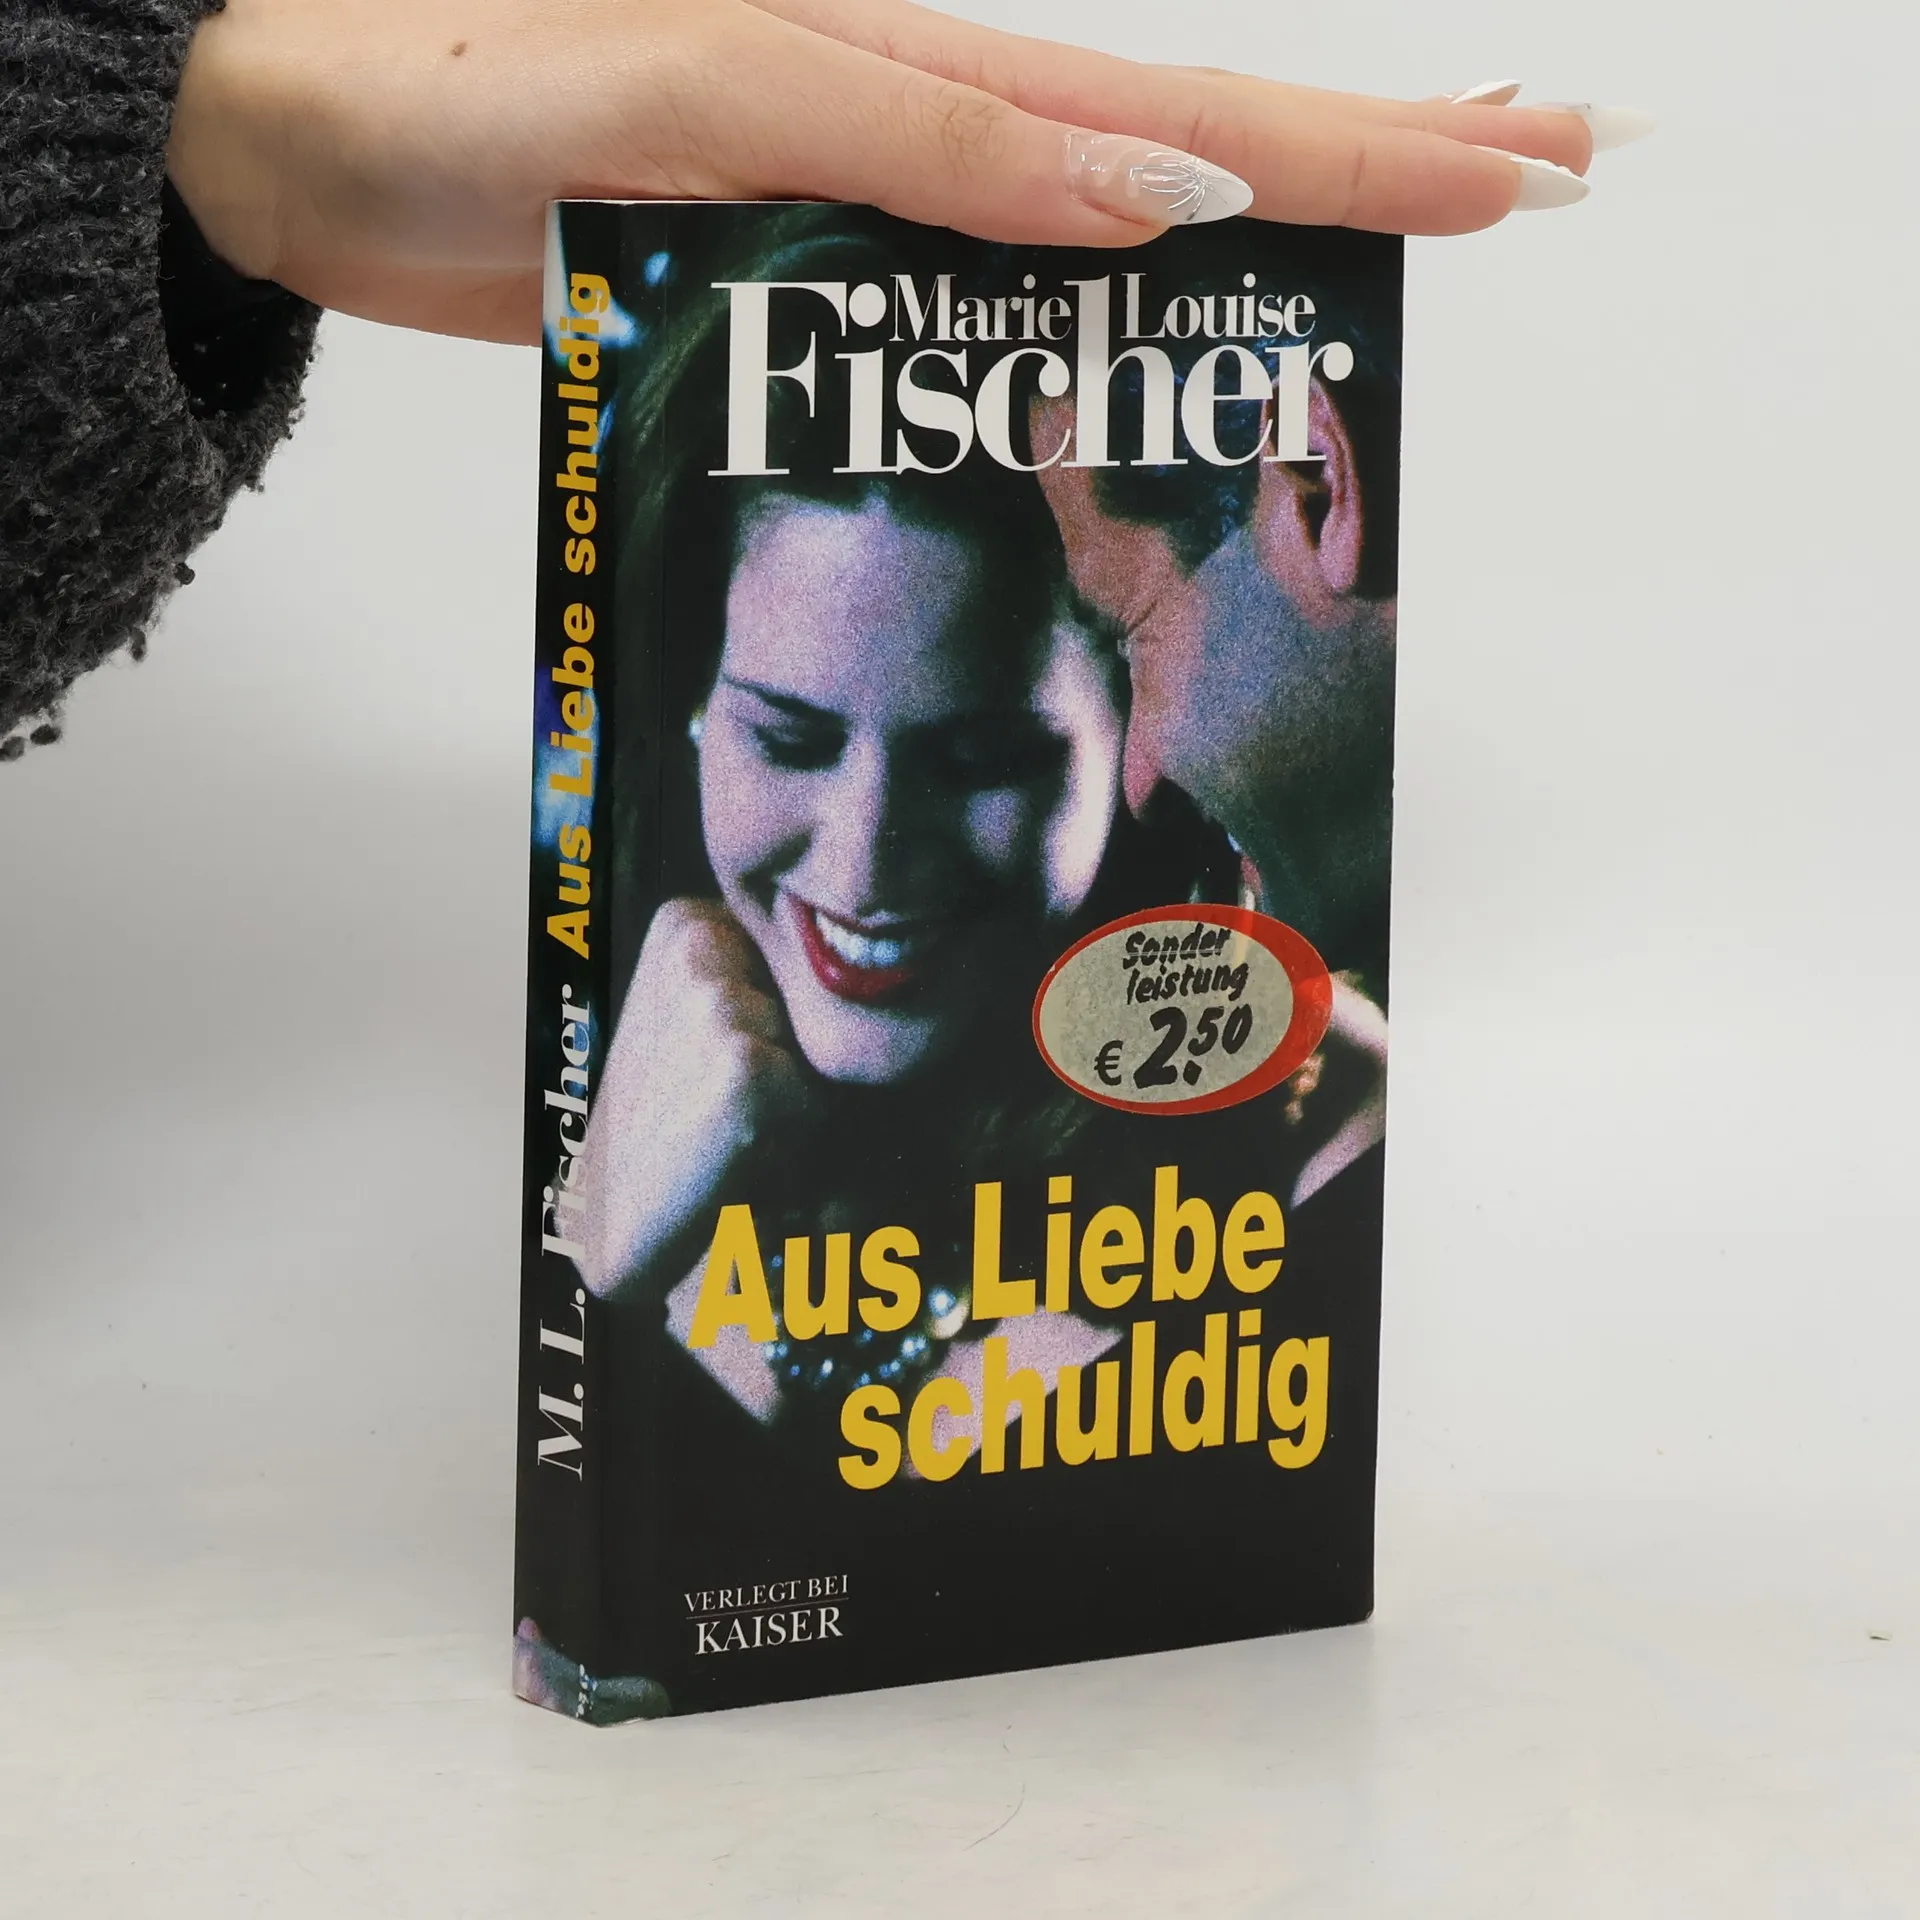 Marie Louise
Fischer
Sonder
leistung
€ 2.50
Aus Liebe
schuldig
VERLEGT BEI
KAISER
M. L. Fischer Aus Liebe schuldig